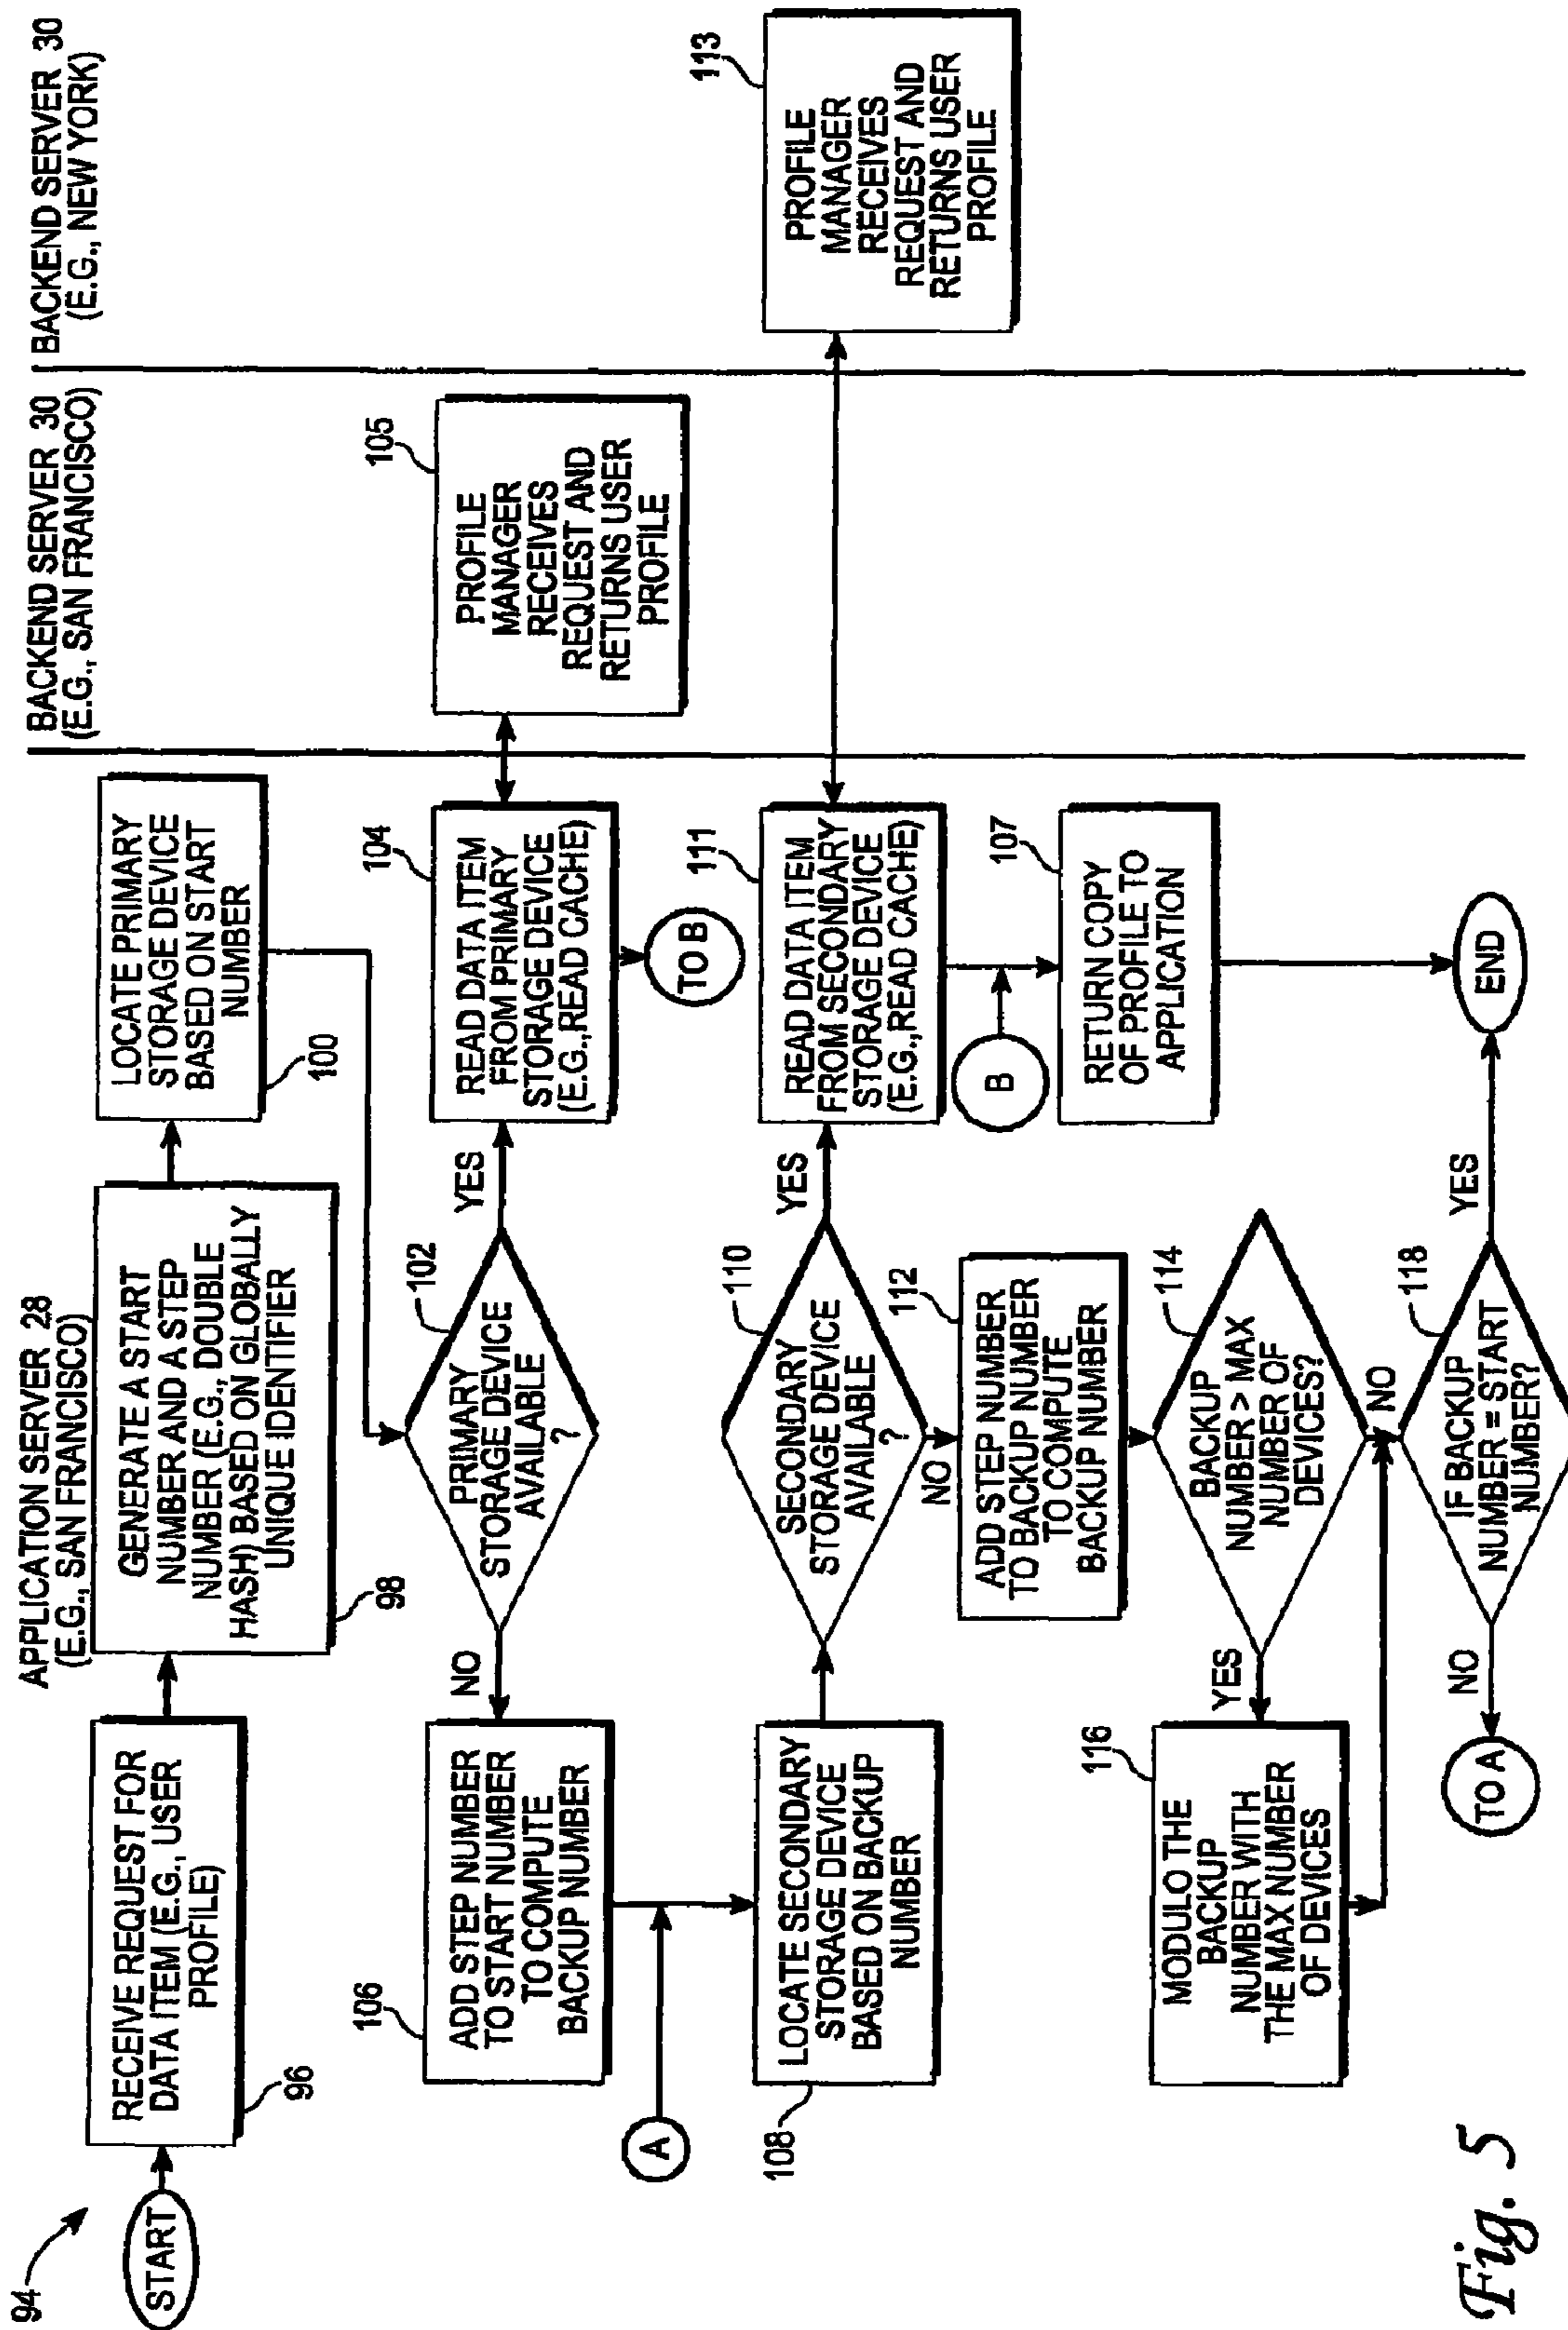 94
APPLICATION SERVER 28
(E.G., SAN FRANCISCO)
BACKEND SERVER 30
(E.G., SAN FRANCISCO)
BACKEND SERVER 30
(E.G., NEW YORK)
START
RECEIVE REQUEST FOR
DATA ITEM (E.G., USER
PROFILE)
96
GENERATE A START
NUMBER AND A STEP
NUMBER (E.G., DOUBLE
HASH) BASED ON GLOBALLY
UNIQUE IDENTIFIER
98
LOCATE PRIMARY
STORAGE DEVICE
BASED ON START
NUMBER
100
PRIMARY
STORAGE DEVICE
AVAILABLE
?
102
YES
NO
READ DATA ITEM
FROM PRIMARY
STORAGE DEVICE
(E.G.,READ CACHE)
104
TO B
PROFILE
MANAGER
RECEIVES
REQUEST AND
RETURNS USER
PROFILE
105
ADD STEP NUMBER
TO START NUMBER
TO COMPUTE
BACKUP NUMBER
106
A
LOCATE SECONDARY
STORAGE DEVICE
BASED ON BACKUP
NUMBER
108
SECONDARY
STORAGE DEVICE
AVAILABLE
?
110
YES
NO
READ DATA ITEM
FROM SECONDARY
STORAGE DEVICE
(E.G.,READ CACHE)
111
PROFILE
MANAGER
RECEIVES
REQUEST AND
RETURNS USER
PROFILE
113
B
RETURN COPY
OF PROFILE TO
APPLICATION
107
ADD STEP NUMBER
TO BACKUP NUMBER
TO COMPUTE
BACKUP NUMBER
112
BACKUP
NUMBER > MAX
NUMBER OF
DEVICES?
114
YES
NO
MODULO THE
BACKUP
NUMBER WITH
THE MAX NUMBER
OF DEVICES
116
IF BACKUP
NUMBER = START
NUMBER?
118
YES
NO
TO A
END
Fig. 5